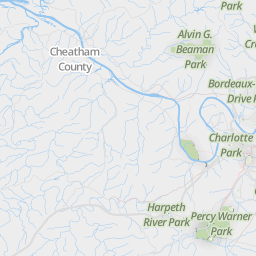 Park
Alvin G.
Beaman
Park
Cheatham
County
Bordeaux-
Drive
Charlotte
Park
Harpeth
River Park
Percy Warner
Park